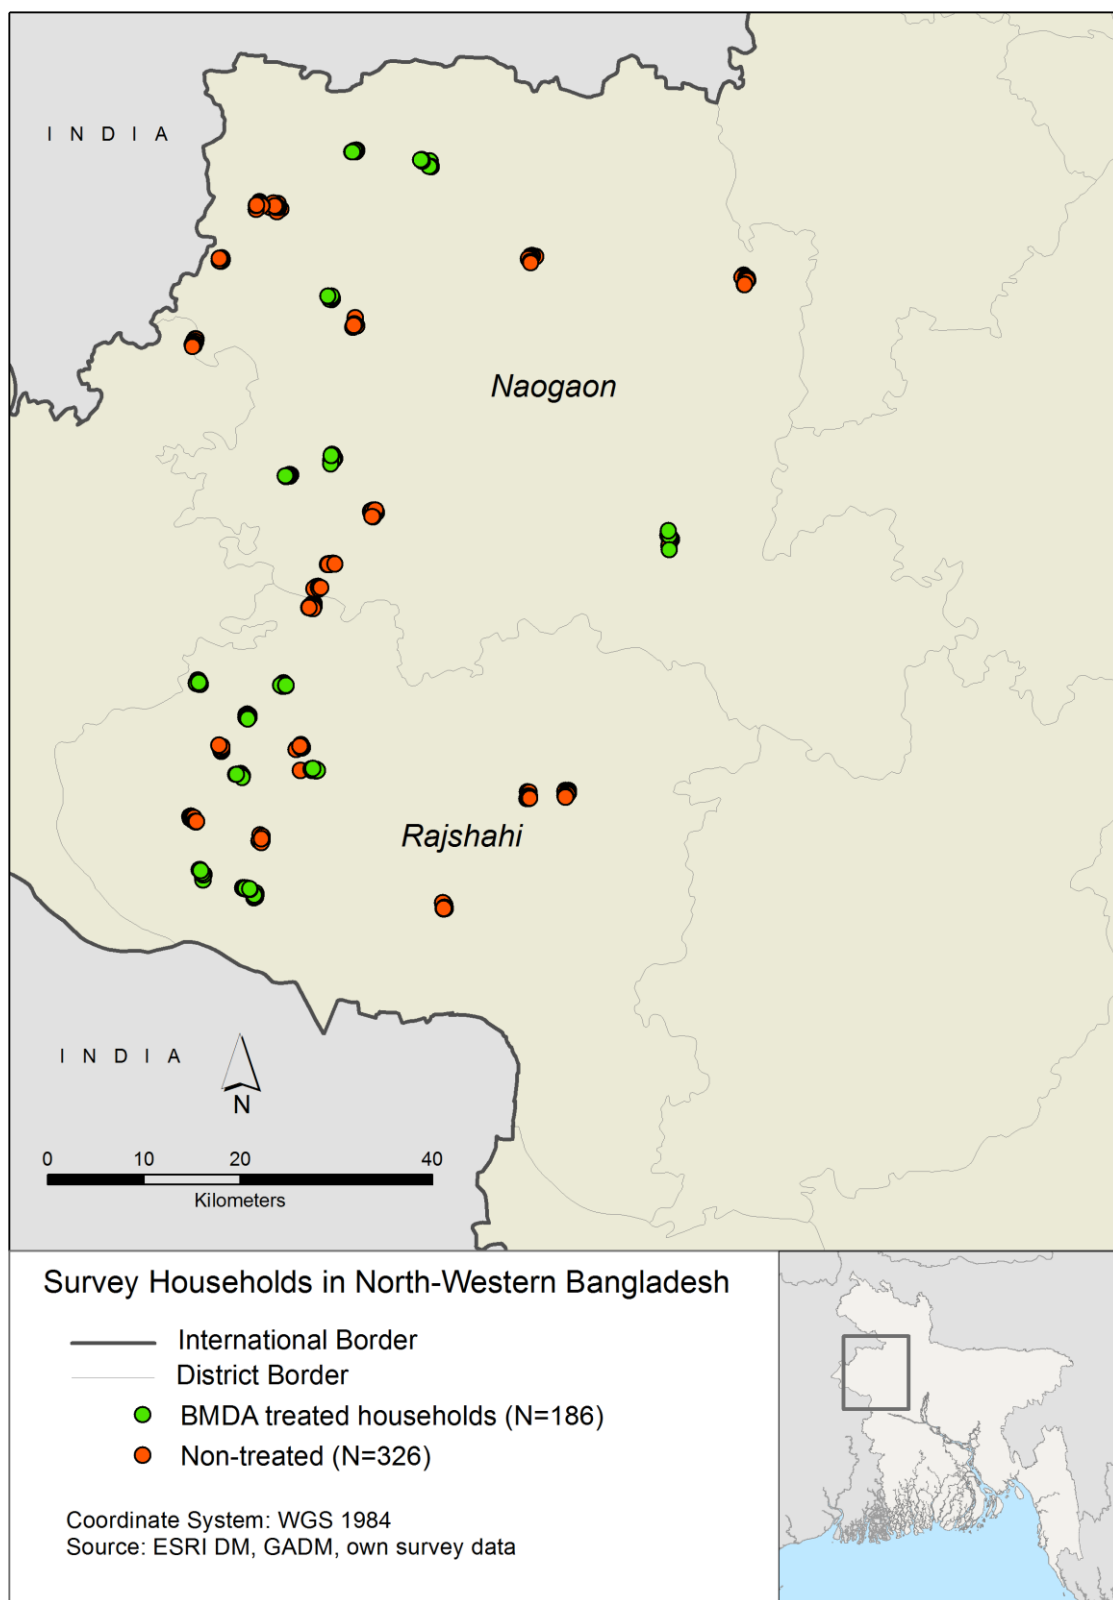 I N D I A
Naogaon
Rajshahi
I N D I A
N
0 10 20 40
Kilometers
Survey Households in North-Western Bangladesh
International Border
District Border
BMDA treated households (N=186)
Non-treated (N=326)
Coordinate System: WGS 1984
Source: ESRI DM, GADM, own survey data